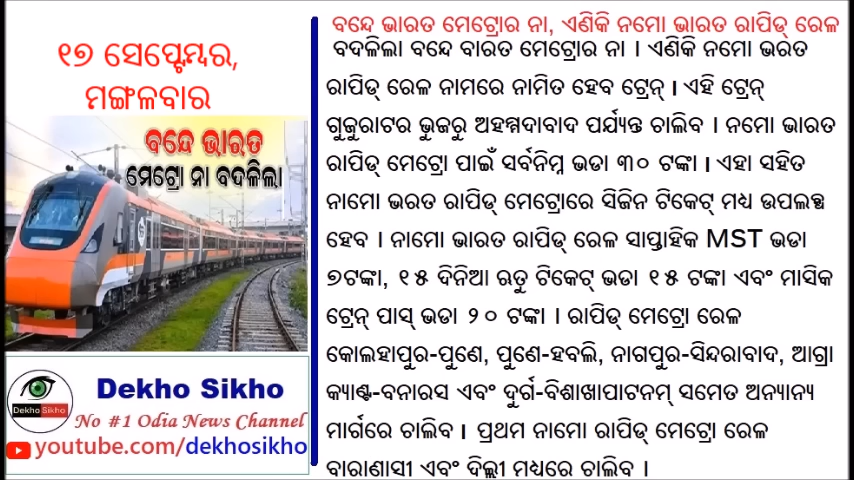 ୧୭ ସେପ୍ଟେମ୍ବର,
ମଙ୍ଗଳବାର
ବନ୍ଦେ ଭାରତ
ମେଟ୍ରୋ ନା ବଦଳିଲା
Dekho Sikho
Dekho Sikho
No #1 Odia News Channel
youtube.com/dekhosikho
ବନ୍ଦେ ଭାରତ ମେଟ୍ରୋର ନା, ଏଣିକି ନମୋ ଭାରତ ରାପିଡ୍ ରେଳ
ବଦଳିଲା ବନ୍ଦେ ବାରତ ମେଟ୍ରୋର ନା । ଏଣିକି ନମୋ ଭରତ
ରାପିଡ୍ ରେଳ ନାମରେ ନାମିତ ହେବ ଟ୍ରେନ୍ । ଏହି ଟ୍ରେନ୍
ଗୁଜୁରାଟର ଭୁଜରୁ ଅହମ୍ମଦାବାଦ ପର୍ଯ୍ୟନ୍ତ ଚାଲିବ । ନମୋ ଭାରତ
ରାପିଡ୍ ମେଟ୍ରୋ ପାଇଁ ସର୍ବନିମ୍ନ ଭଡା ୩୦ ଟଙ୍କା । ଏହା ସହିତ
ନାମୋ ଭରତ ରାପିଡ୍ ମେଟ୍ରୋରେ ସିଜିନ ଟିକେଟ୍ ମଧ୍ୟ ଉପଲବ୍ଧ
ହେବ । ନାମୋ ଭାରତ ରାପିଡ୍ ରେଳ ସାପ୍ତାହିକ MST ଭଡା
୭ଟଙ୍କା, ୧୫ ଦିନିଆ ଋତୁ ଟିକେଟ୍ ଭଡା ୧୫ ଟଙ୍କା ଏବଂ ମାସିକ
ଟ୍ରେନ୍ ପାସ୍ ଭଡା ୨୦ ଟଙ୍କା । ରାପିଡ୍ ମେଟ୍ରୋ ରେଳ
କୋଲହାପୁର-ପୁଣେ, ପୁଣେ-ହବଲି, ନାଗପୁର-ସିନ୍ଦରାବାଦ, ଆଗ୍ରା
କ୍ୟାଣ୍ଟ-ବନାରସ ଏବଂ ଦୁର୍ଗ-ବିଶାଖାପାଟନମ୍ ସମେତ ଅନ୍ୟାନ୍ୟ
ମାର୍ଗରେ ଚାଲିବ । ପ୍ରଥମ ନାମୋ ରାପିଡ୍ ମେଟ୍ରୋ ରେଳ
ବାରାଣାସୀ ଏବଂ ଦିଲ୍ଲୀ ମଧ୍ୟରେ ଚାଲିବ ।